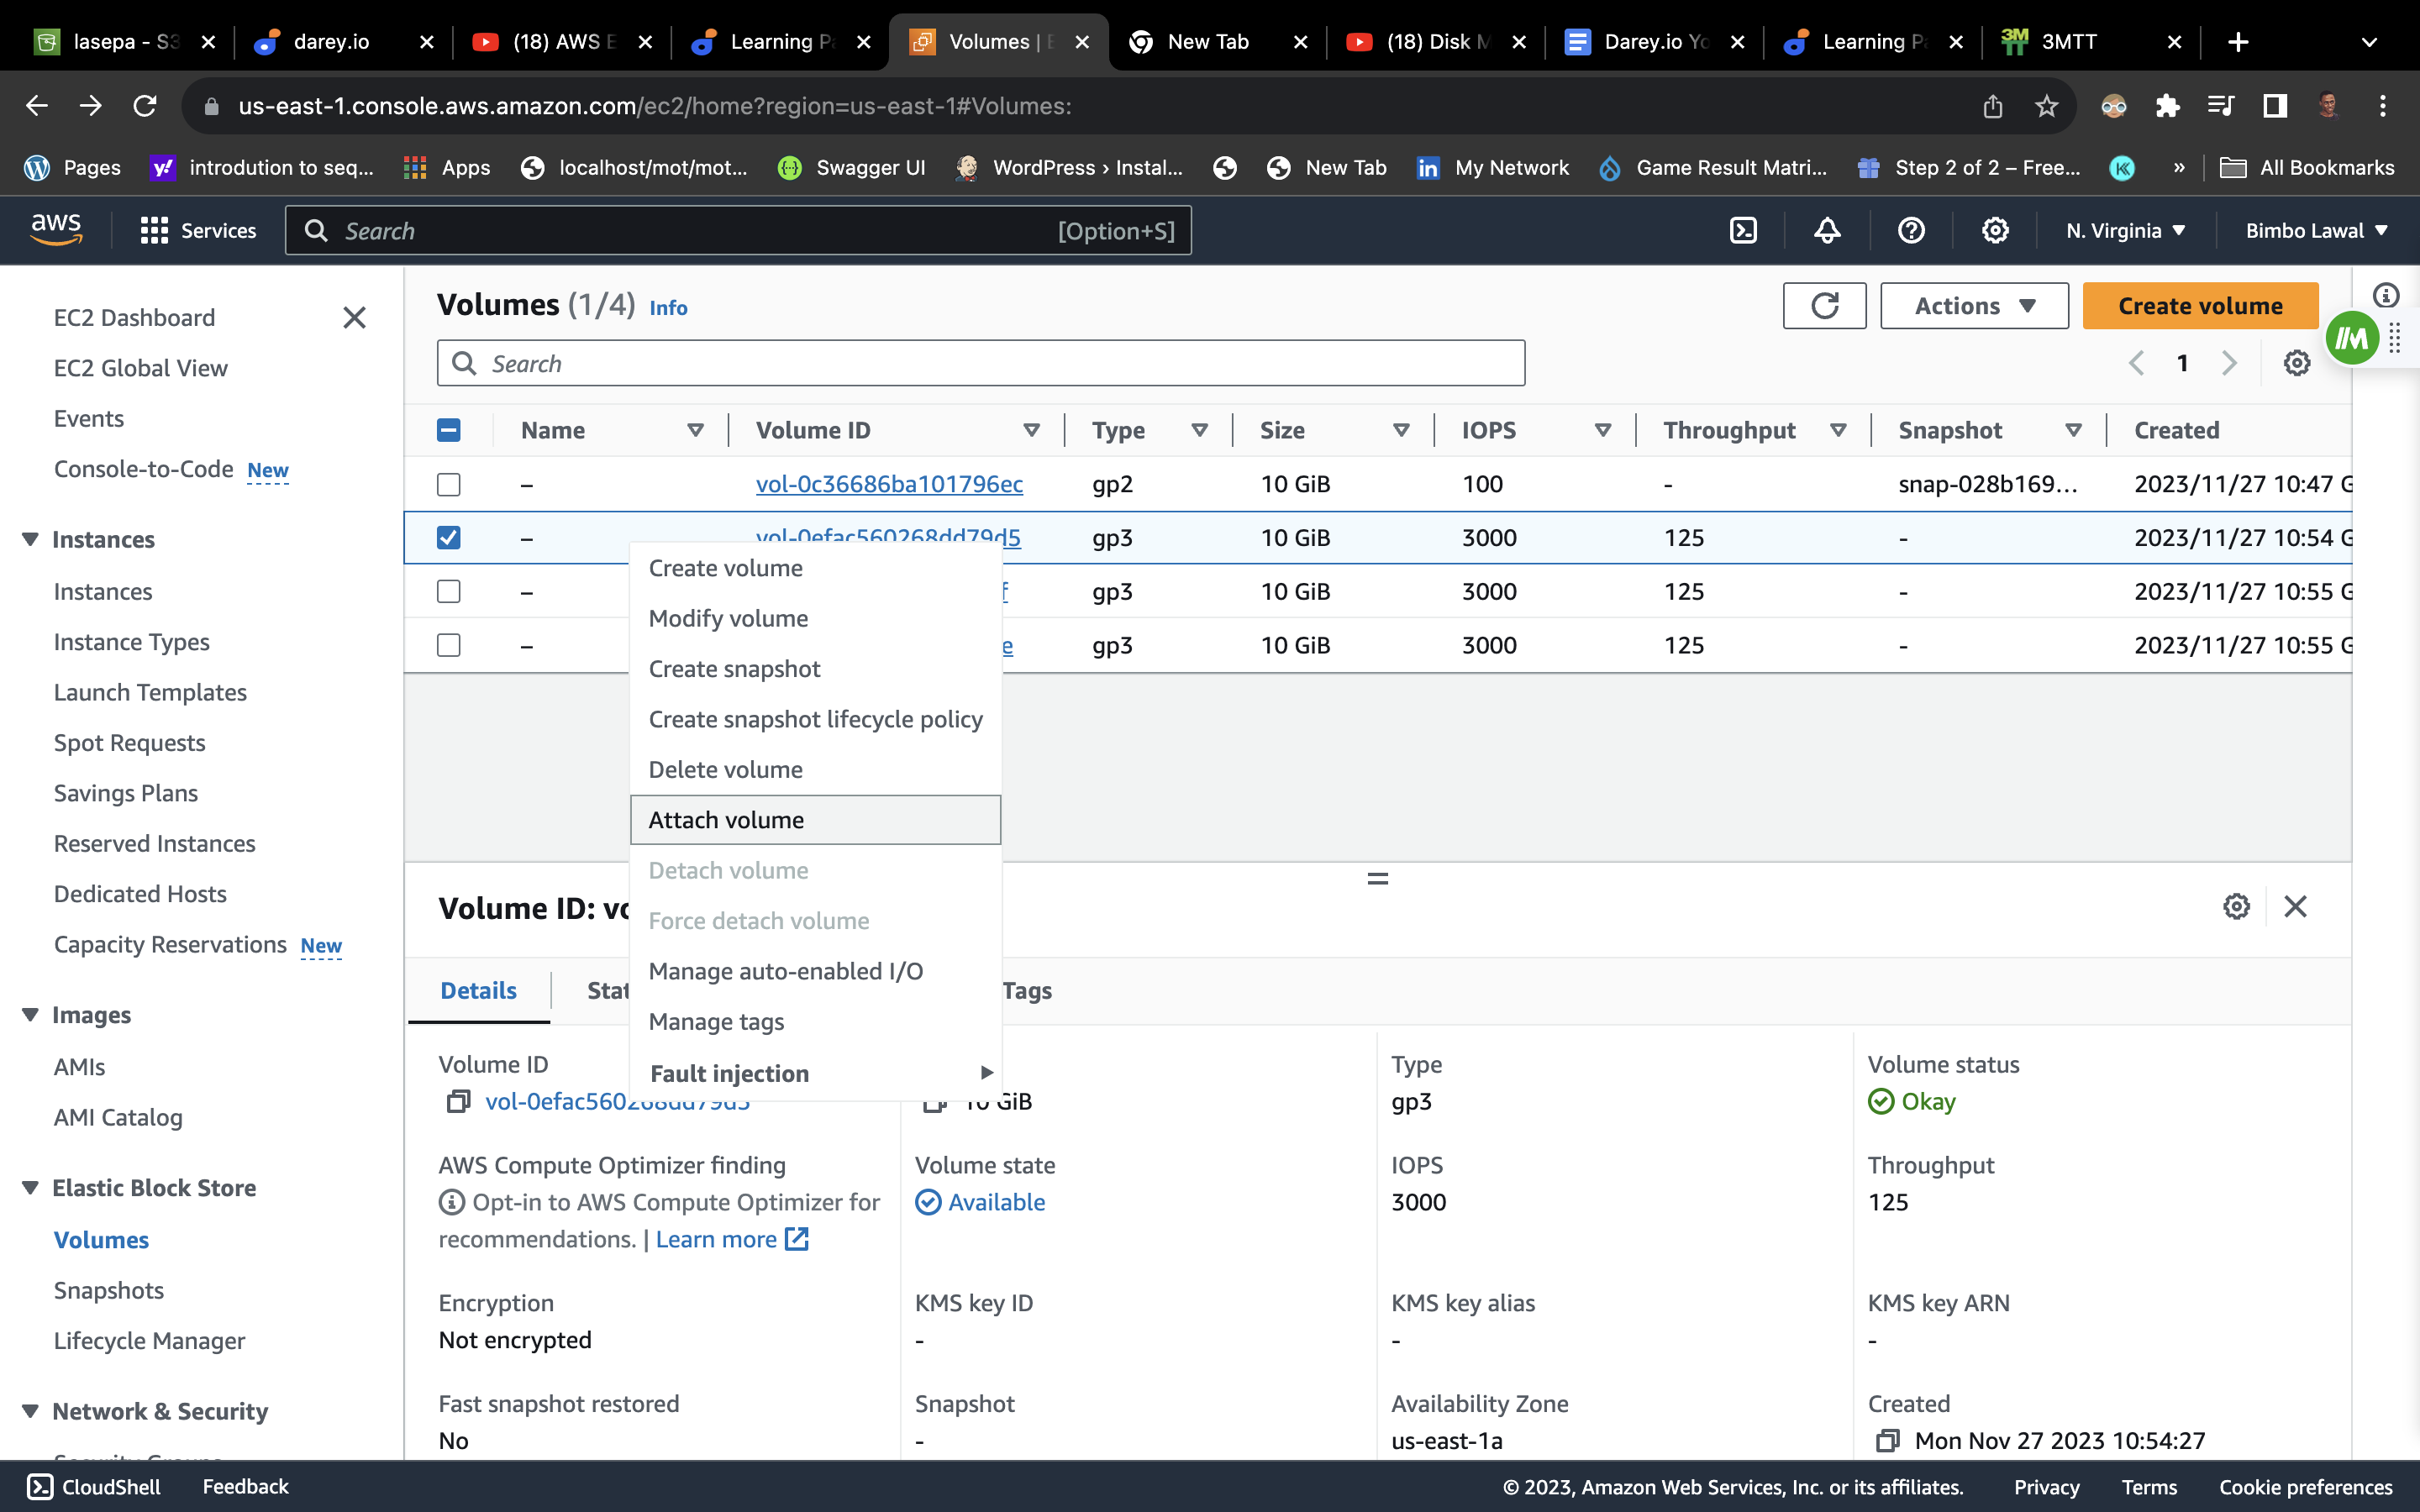 lasepa - S3
darey.io
(18) AWS E
Learning Pa
Volumes | E
New Tab
(18) Disk M
Darey.io Yo
Learning Pa
3MTT
us-east-1.console.aws.amazon.com/ec2/home?region=us-east-1#Volumes:
Pages
introdution to seq...
Apps
localhost/mot/mot...
Swagger UI
WordPress › Instal...
New Tab
My Network
Game Result Matri...
Step 2 of 2 – Free...
»
All Bookmarks
aws
Services
Search
[Option+S]
N. Virginia
Bimbo Lawal
EC2 Dashboard
EC2 Global View
Events
Console-to-Code New
Instances
Instances
Instance Types
Launch Templates
Spot Requests
Savings Plans
Reserved Instances
Dedicated Hosts
Capacity Reservations New
Images
AMIs
AMI Catalog
Elastic Block Store
Volumes
Snapshots
Lifecycle Manager
Network & Security
Volumes (1/4) Info
Actions
Create volume
Search
1
Name Volume ID Type Size IOPS Throughput Snapshot Created
– vol-0c36686ba101796ec gp2 10 GiB 100 - snap-028b169... 2023/11/27 10:47 G
– vol-0efac560268dd79d5 gp3 10 GiB 3000 125 - 2023/11/27 10:54 G
– f gp3 10 GiB 3000 125 - 2023/11/27 10:55 G
– e gp3 10 GiB 3000 125 - 2023/11/27 10:55 G
Create volume
Modify volume
Create snapshot
Create snapshot lifecycle policy
Delete volume
Attach volume
Detach volume
Force detach volume
Manage auto-enabled I/O
Manage tags
Fault injection
Volume ID: vo
Details
Stat
Tags
Volume ID
vol-0efac560268dd79d5
10 GiB
Type
gp3
Volume status
Okay
AWS Compute Optimizer finding
Opt-in to AWS Compute Optimizer for
recommendations. | Learn more
Volume state
Available
IOPS
3000
Throughput
125
Encryption
Not encrypted
KMS key ID
-
KMS key alias
-
KMS key ARN
-
Fast snapshot restored
No
Snapshot
-
Availability Zone
us-east-1a
Created
Mon Nov 27 2023 10:54:27
CloudShell
Feedback
© 2023, Amazon Web Services, Inc. or its affiliates.
Privacy
Terms
Cookie preferences